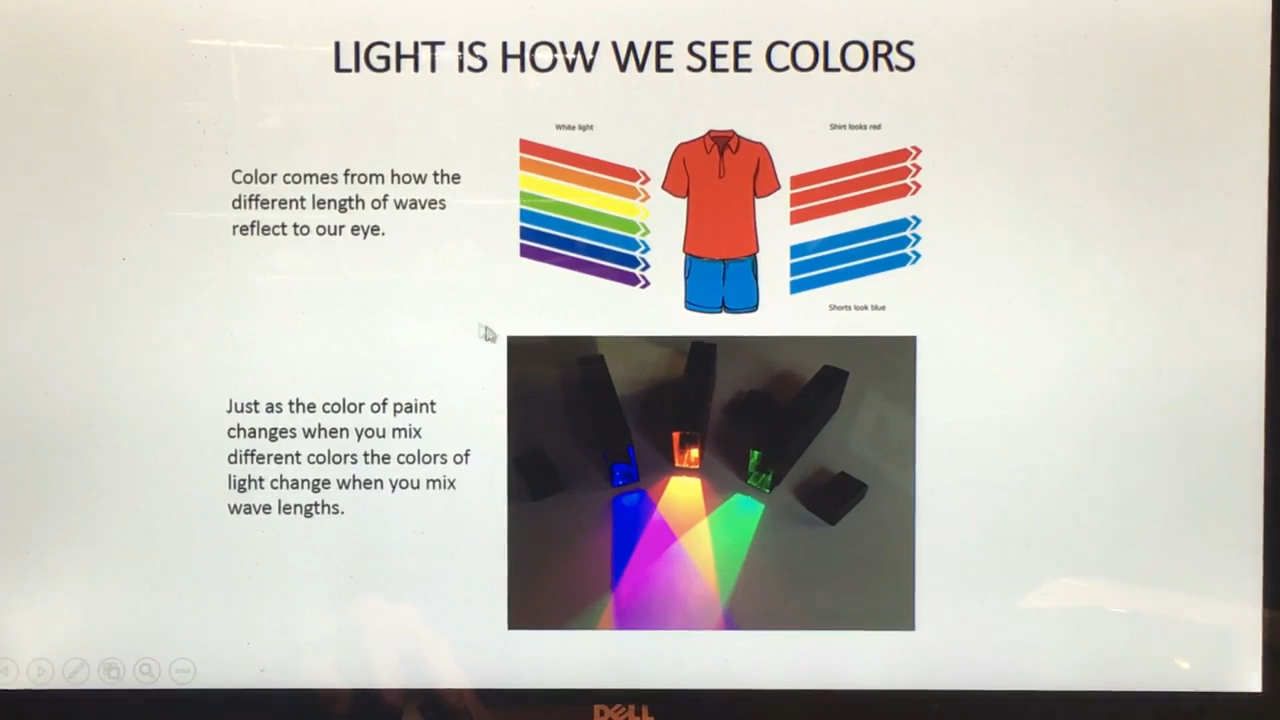 LIGHT IS HOW WE SEE COLORS
White light
Shirt looks red
Color comes from how the
different length of waves
reflect to our eye.
Shorts look blue
Just as the color of paint
changes when you mix
different colors the colors of
light change when you mix
wave lengths.
DELL